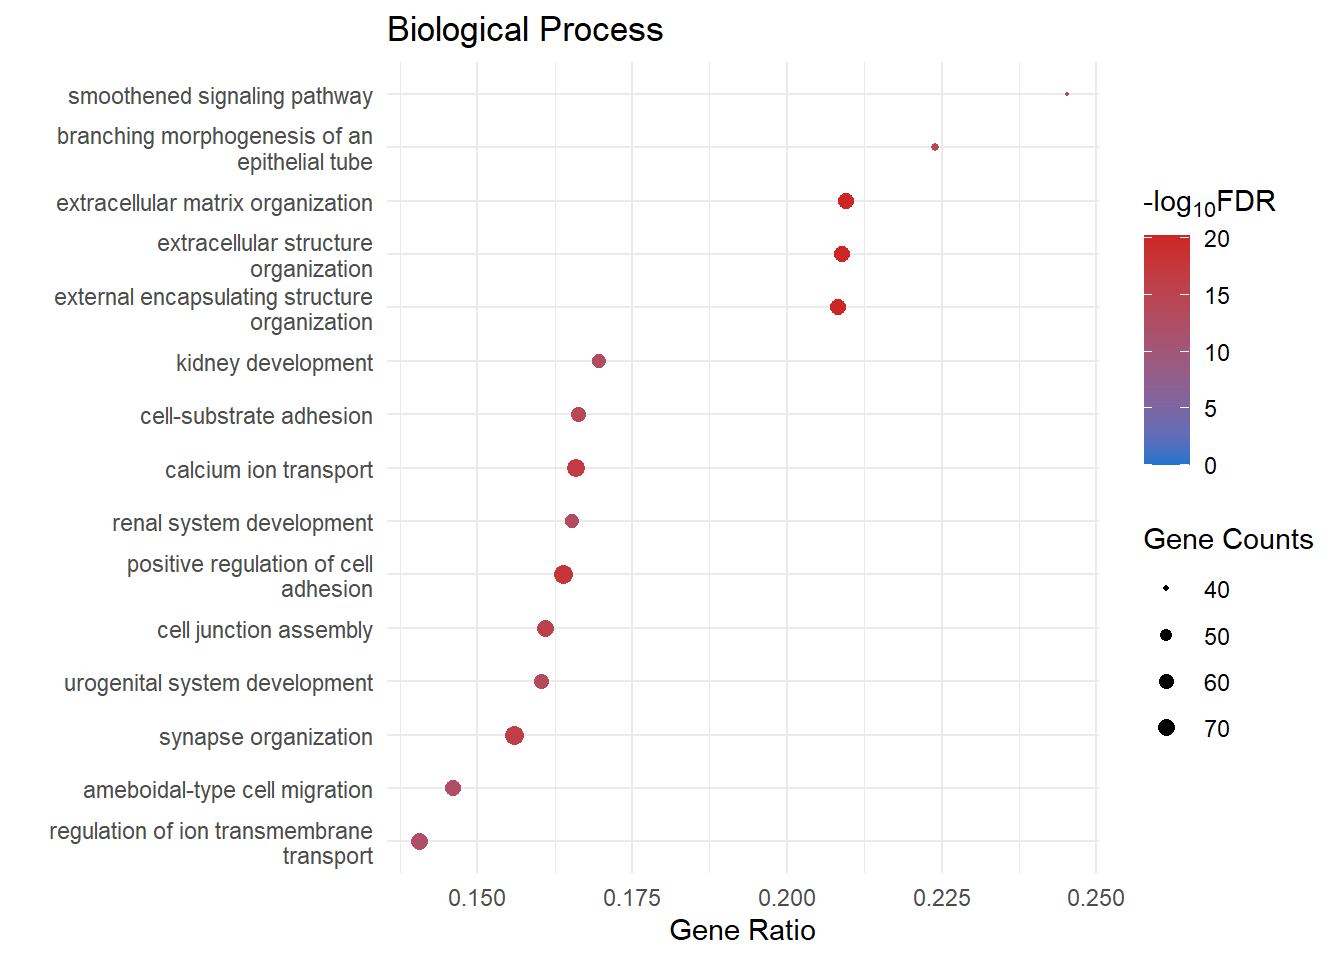 Biological Process
smoothened signaling pathway
branching morphogenesis of an
epithelial tube
extracellular matrix organization
extracellular structure
organization
external encapsulating structure
organization
kidney development
cell-substrate adhesion
calcium ion transport
renal system development
positive regulation of cell
adhesion
cell junction assembly
urogenital system development
synapse organization
ameboidal-type cell migration
regulation of ion transmembrane
transport
0.150 0.175 0.200 0.225 0.250
Gene Ratio
-log₁₀FDR
20
15
10
5
0
Gene Counts
40
50
60
70